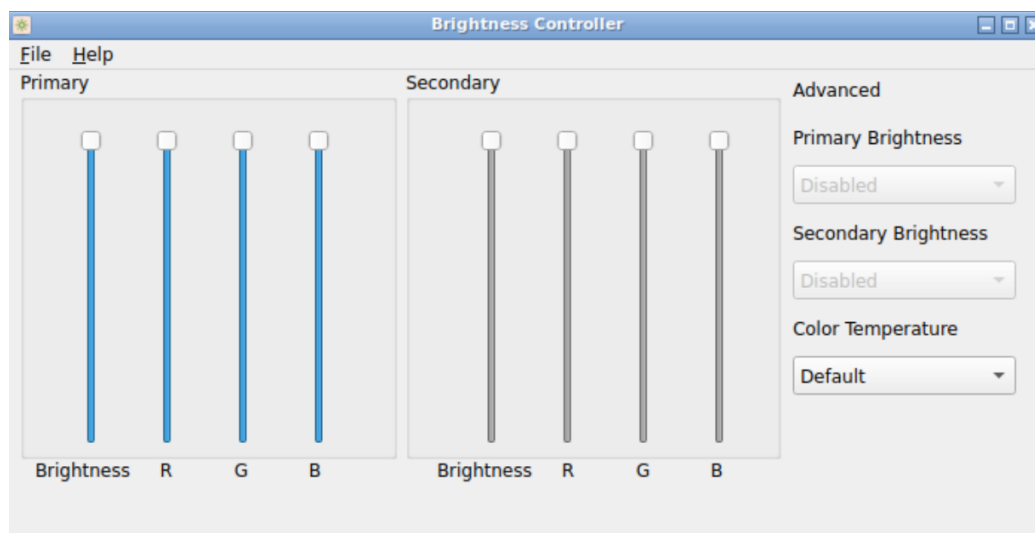 Brightness Controller
File Help
Primary
Brightness R G B
Secondary
Brightness R G B
Advanced
Primary Brightness
Disabled
Secondary Brightness
Disabled
Color Temperature
Default